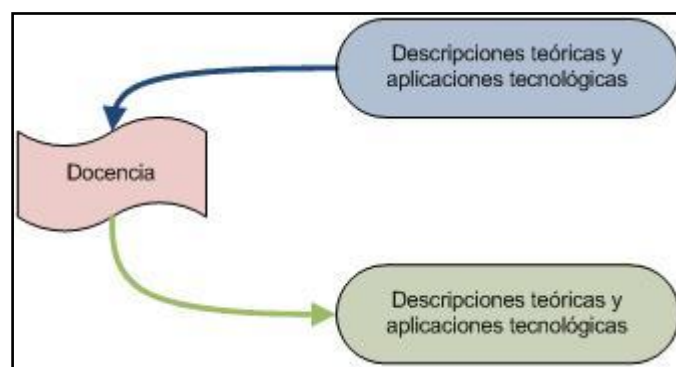 Descripciones teóricas y
aplicaciones tecnológicas
Docencia
Descripciones teóricas y
aplicaciones tecnológicas